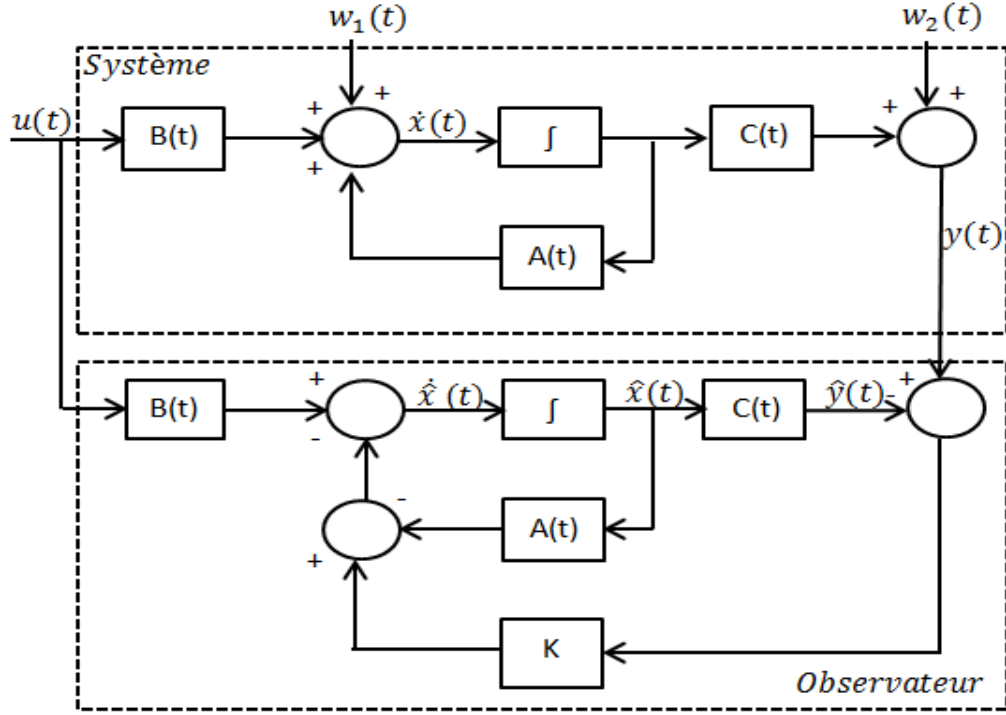 w₁(t)
w₂(t)
Système
+
+
u(t)
B(t)
+
ẋ(t)
∫
C(t)
+
+
A(t)
y(t)
+
B(t)
+
-
x̂̇ (t)
∫
x̂(t)
C(t)
ŷ(t)-
+
-
A(t)
+
K
Observateur